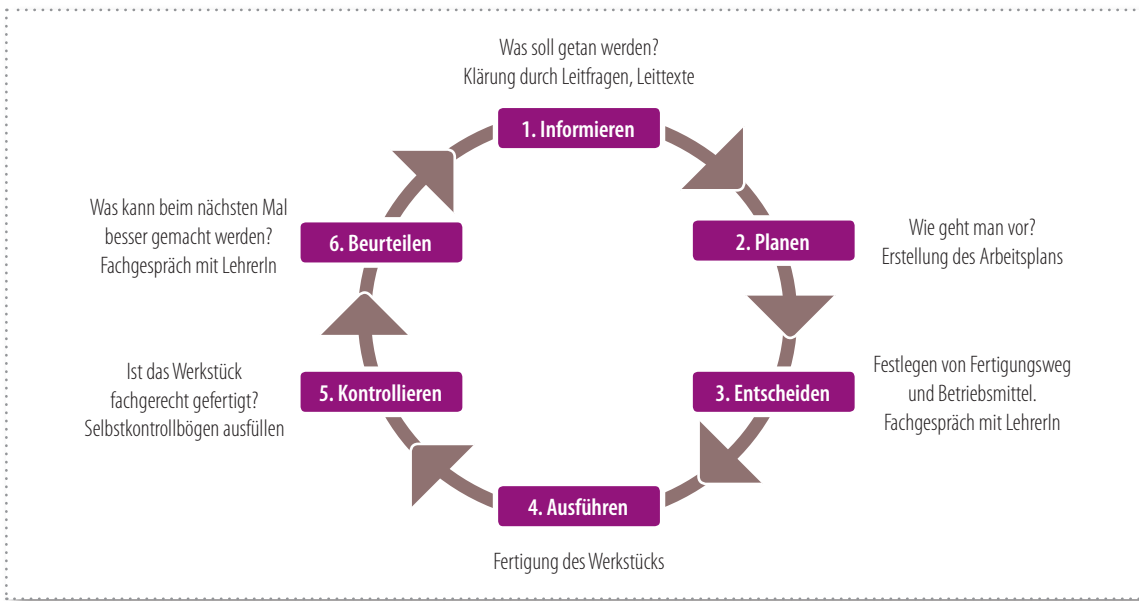 Was soll getan werden?
Klärung durch Leitfragen, Leittexte
1. Informieren
Wie geht man vor?
Erstellung des Arbeitsplans
2. Planen
Festlegen von Fertigungsweg
und Betriebsmittel.
Fachgespräch mit LehrerIn
3. Entscheiden
4. Ausführen
Fertigung des Werkstücks
5. Kontrollieren
Ist das Werkstück
fachgerecht gefertigt?
Selbstkontrollbögen ausfüllen
6. Beurteilen
Was kann beim nächsten Mal
besser gemacht werden?
Fachgespräch mit LehrerIn